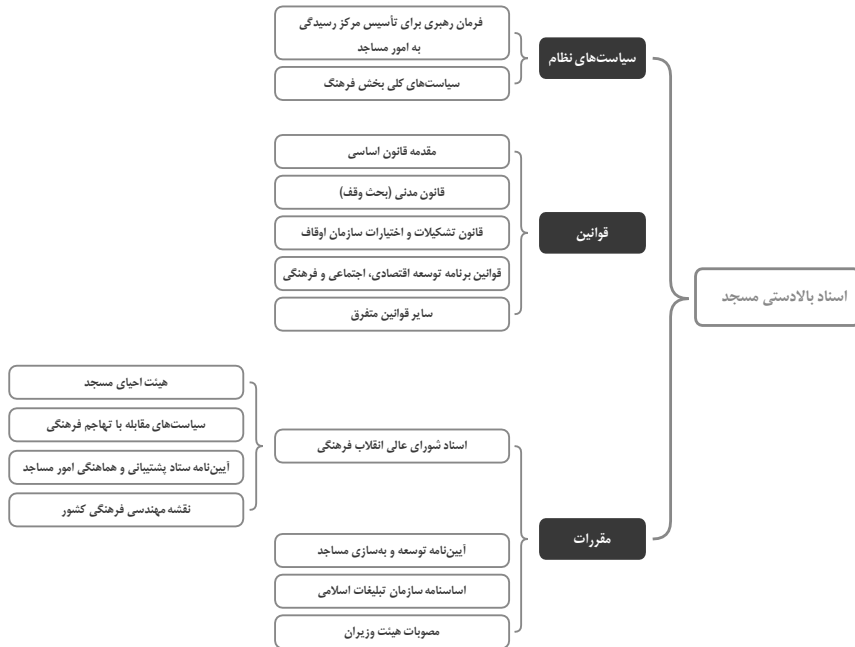 اسناد بالادستی مسجد
سیاست‌های نظام
فرمان رهبری برای تأسیس مرکز رسیدگی
به امور مساجد
سیاست‌های کلی بخش فرهنگ
قوانین
مقدمه قانون اساسی
قانون مدنی (بحث وقف)
قانون تشکیلات و اختیارات سازمان اوقاف
قوانین برنامه توسعه اقتصادی، اجتماعی و فرهنگی
سایر قوانین متفرق
مقررات
اسناد شورای عالی انقلاب فرهنگی
هیئت احیای مسجد
سیاست‌های مقابله با تهاجم فرهنگی
آیین‌نامه ستاد پشتیبانی و هماهنگی امور مساجد
نقشه مهندسی فرهنگی کشور
آیین‌نامه توسعه و به‌سازی مساجد
اساسنامه سازمان تبلیغات اسلامی
مصوبات هیئت وزیران